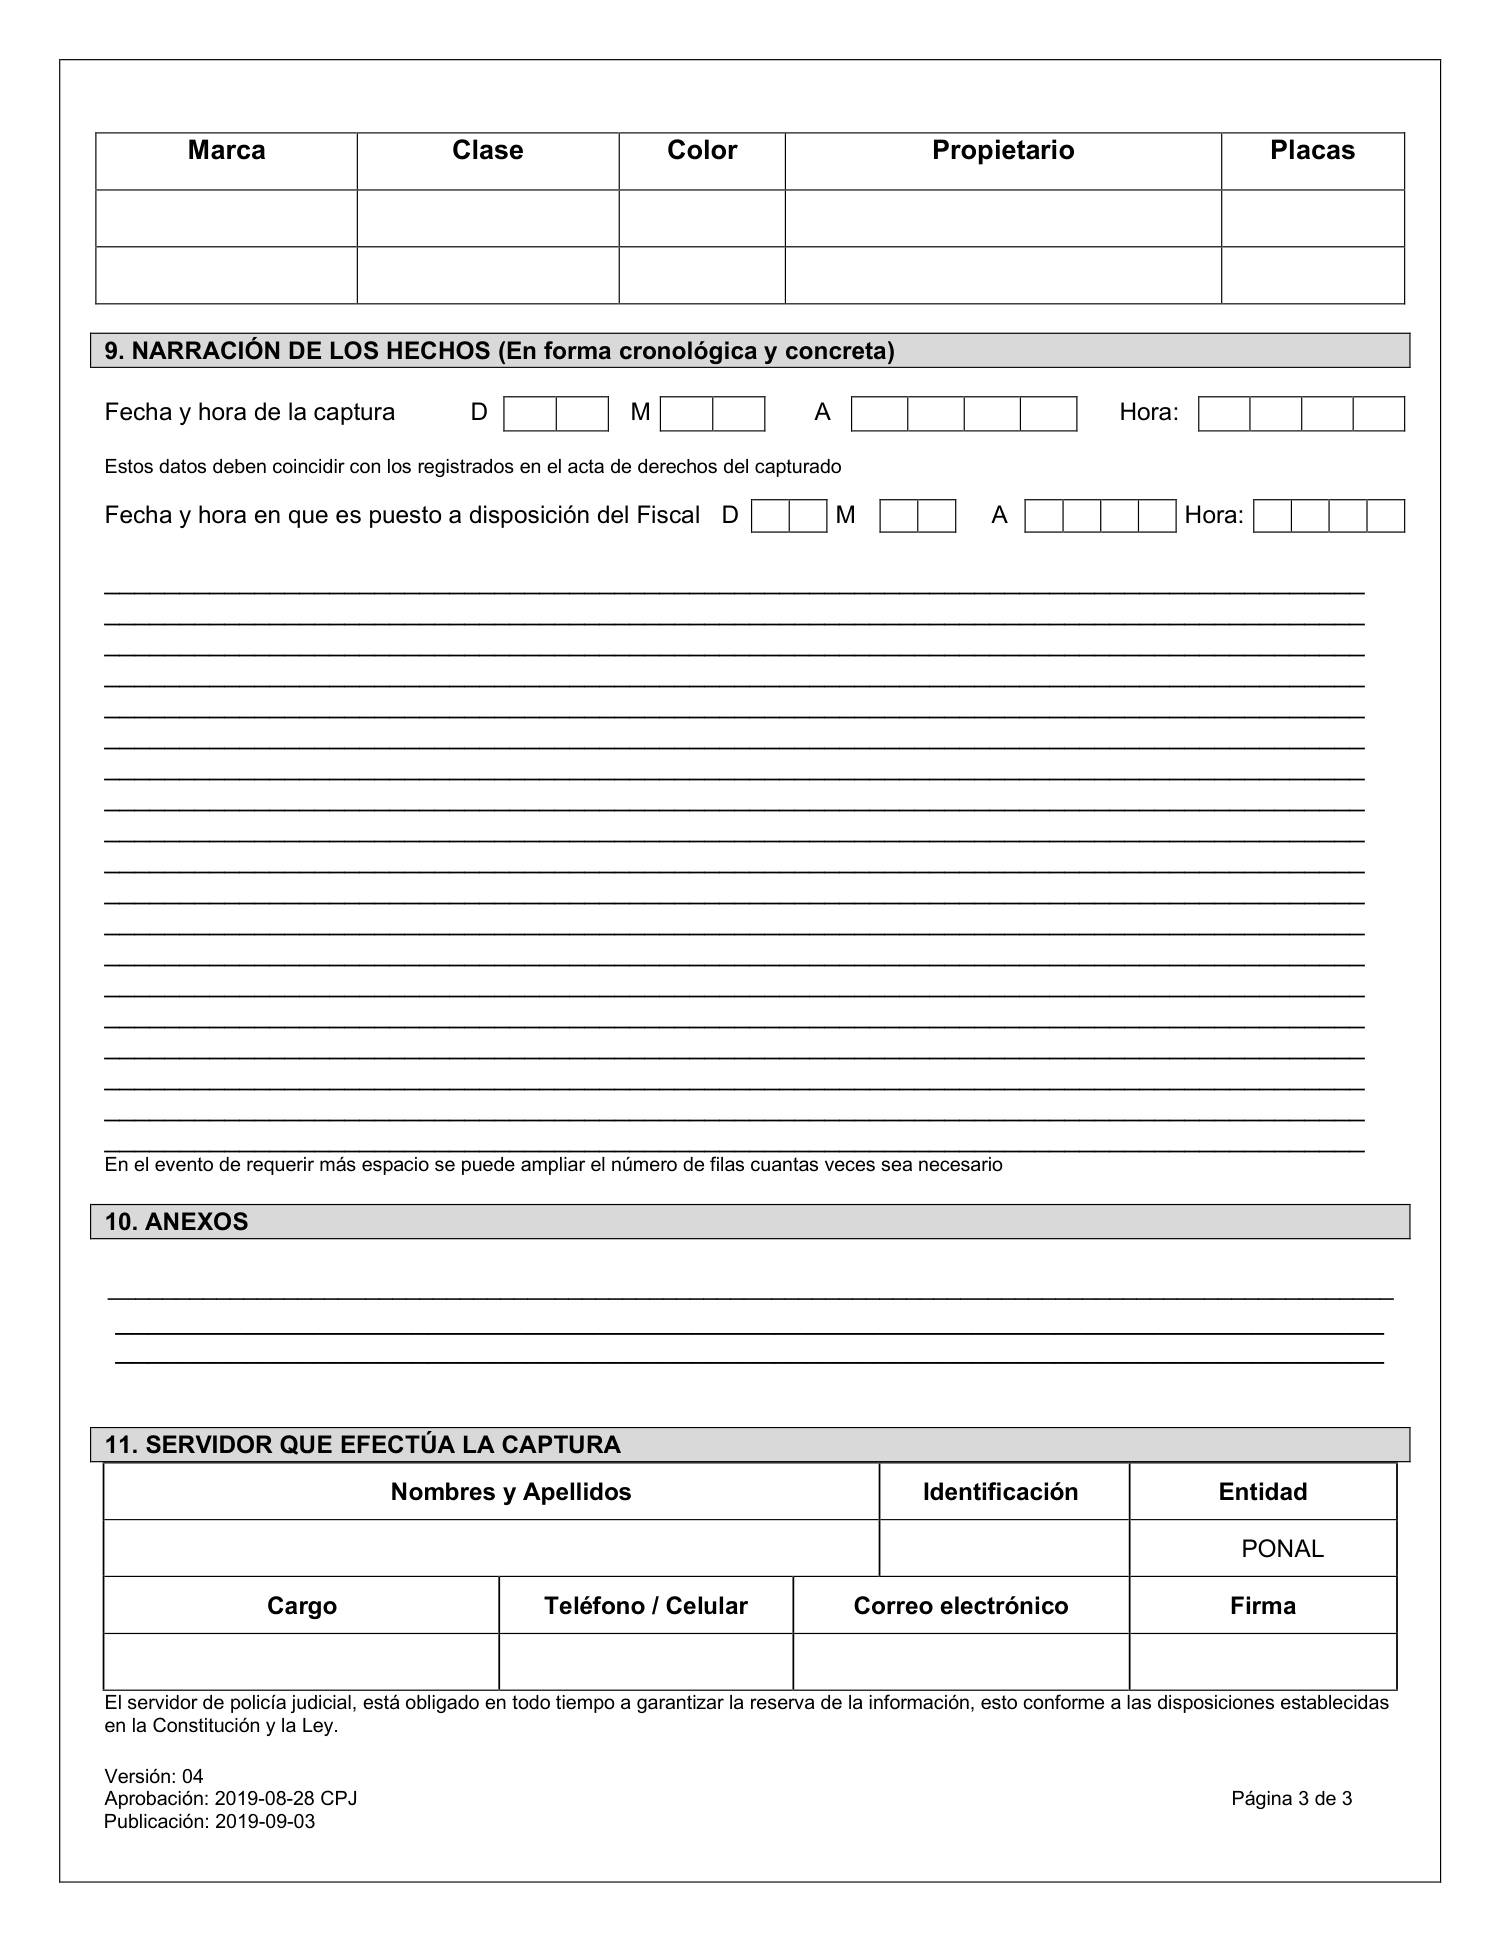 Marca Clase Color Propietario Placas
9. NARRACIÓN DE LOS HECHOS (En forma cronológica y concreta)
Fecha y hora de la captura D M A Hora:
Estos datos deben coincidir con los registrados en el acta de derechos del capturado
Fecha y hora en que es puesto a disposición del Fiscal D M A Hora:
En el evento de requerir más espacio se puede ampliar el número de filas cuantas veces sea necesario
10. ANEXOS
11. SERVIDOR QUE EFECTÚA LA CAPTURA
Nombres y Apellidos Identificación Entidad
PONAL
Cargo Teléfono / Celular Correo electrónico Firma
El servidor de policía judicial, está obligado en todo tiempo a garantizar la reserva de la información, esto conforme a las disposiciones establecidas
en la Constitución y la Ley.
Versión: 04
Aprobación: 2019-08-28 CPJ Página 3 de 3
Publicación: 2019-09-03